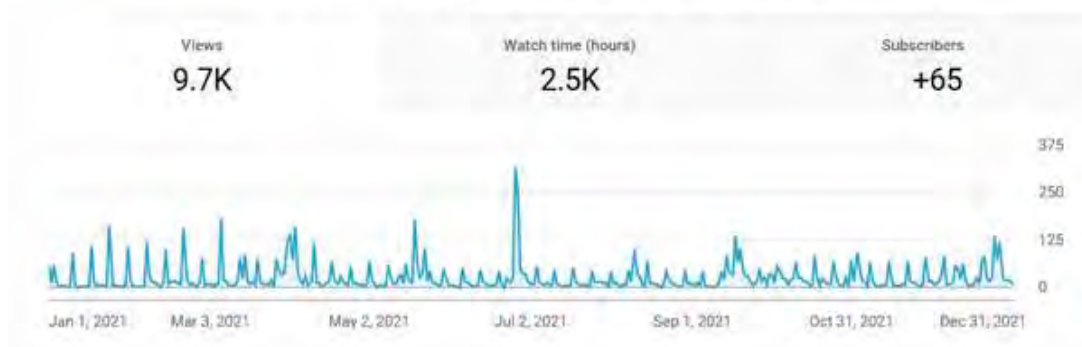 Views
9.7K
Watch time (hours)
2.5K
Subscribers
+65
375
250
125
0
Jan 1, 2021 Mar 3, 2021 May 2, 2021 Jul 2, 2021 Sep 1, 2021 Oct 31, 2021 Dec 31, 2021